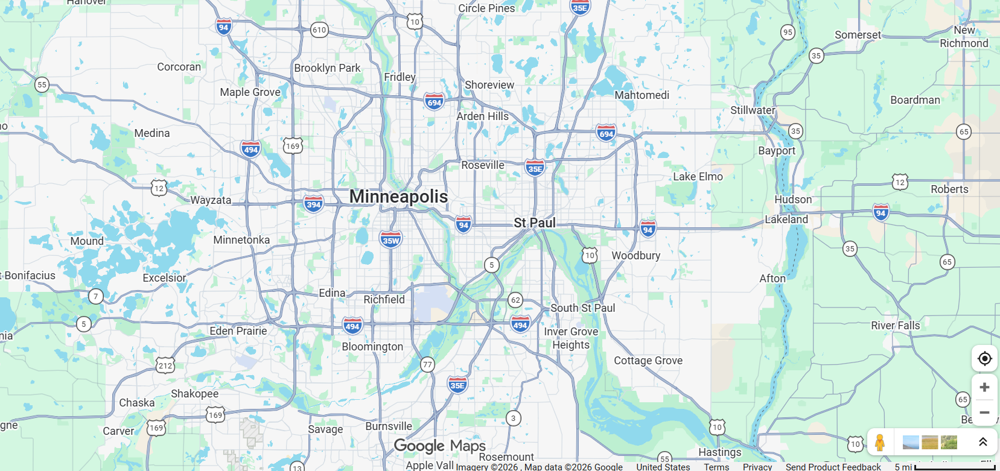 Hanover
Circle Pines
35E
94
610
10
95
Somerset
New
Richmond
35
Corcoran
Brooklyn Park
Fridley
Shoreview
55
Maple Grove
694
Mahtomedi
Boardman
Arden Hills
Stillwater
no
Medina
694
35
65
494
169
Bayport
Roseville
35E
Lake Elmo
12
12
Roberts
Wayzata
394
Minneapolis
Hudson
94
St Paul
94
94
Lakeland
Mound
Minnetonka
35W
35
10
Woodbury
5
65
t Bonifacius
Excelsior
Afton
7
Edina
Richfield
62
South St Paul
5
494
494
River Falls
nia
Eden Prairie
Inver Grove
Heights
Bloomington
212
77
Cottage Grove
35E
Shakopee
Chaska
65
169
3
gne
169
Carver
Savage
Burnsville
10
10
Google Maps
Rosemount
Hastings
55
13
Apple Vall
Imagery ©2026 , Map data ©2026 Google
United States
Terms
Privacy
Send Product Feedback
5 mi